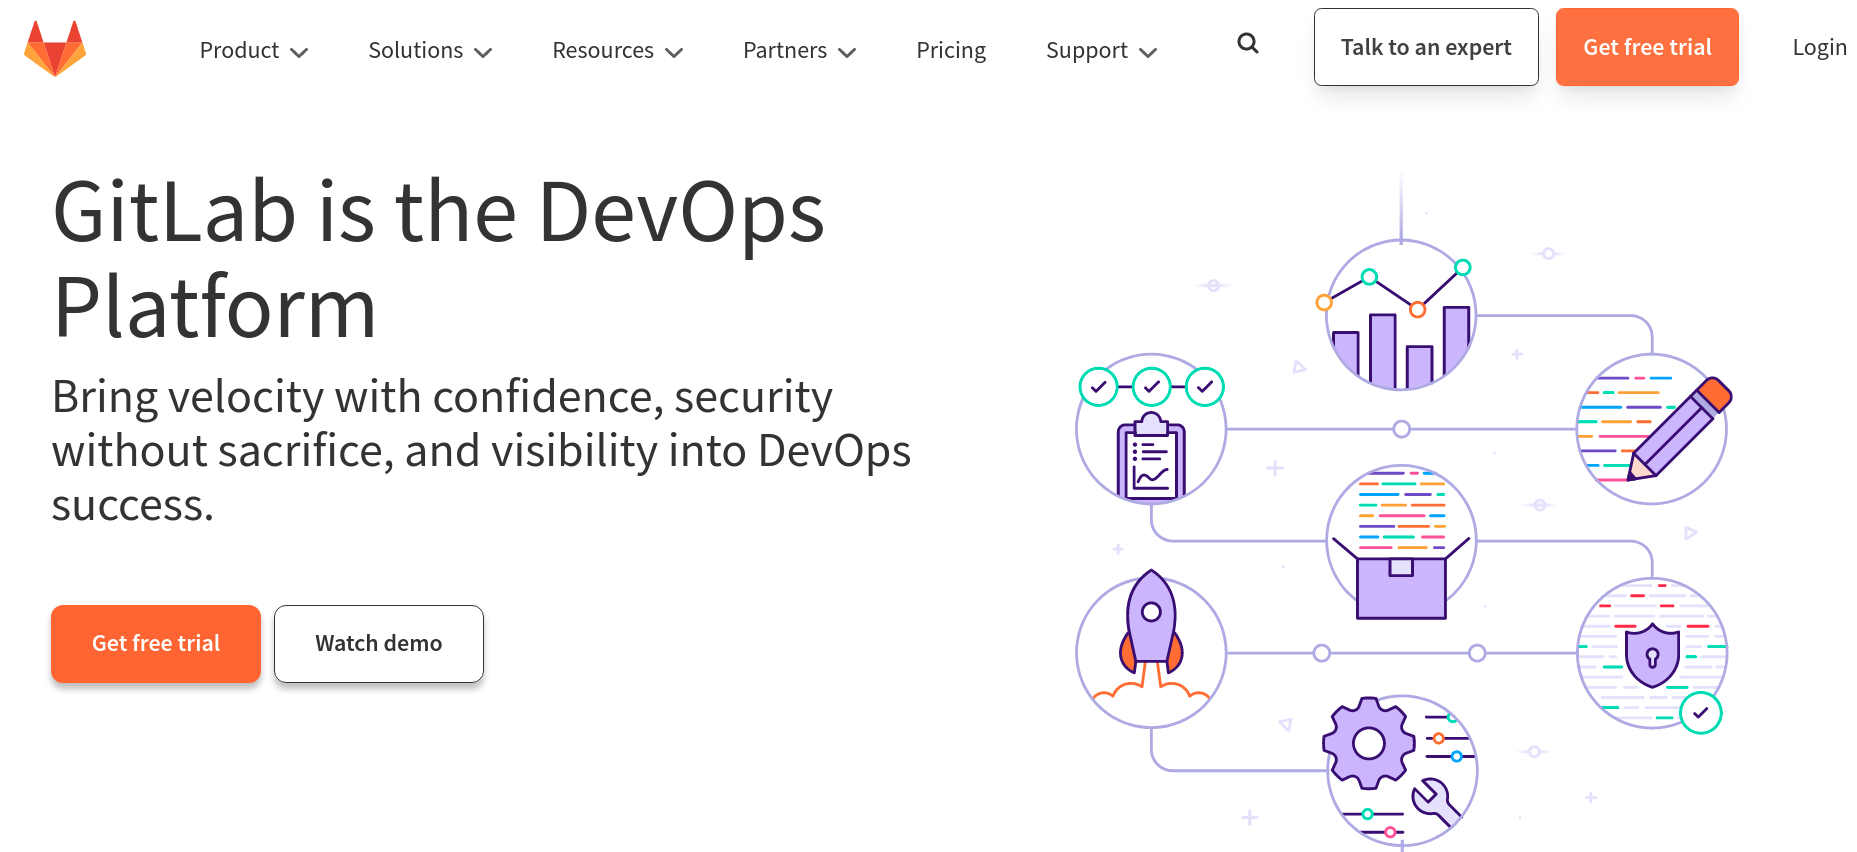 Product
Solutions
Resources
Partners
Pricing
Support
Talk to an expert
Get free trial
Login
GitLab is the DevOps
Platform
Bring velocity with confidence, security
without sacrifice, and visibility into DevOps
success.
Get free trial
Watch demo